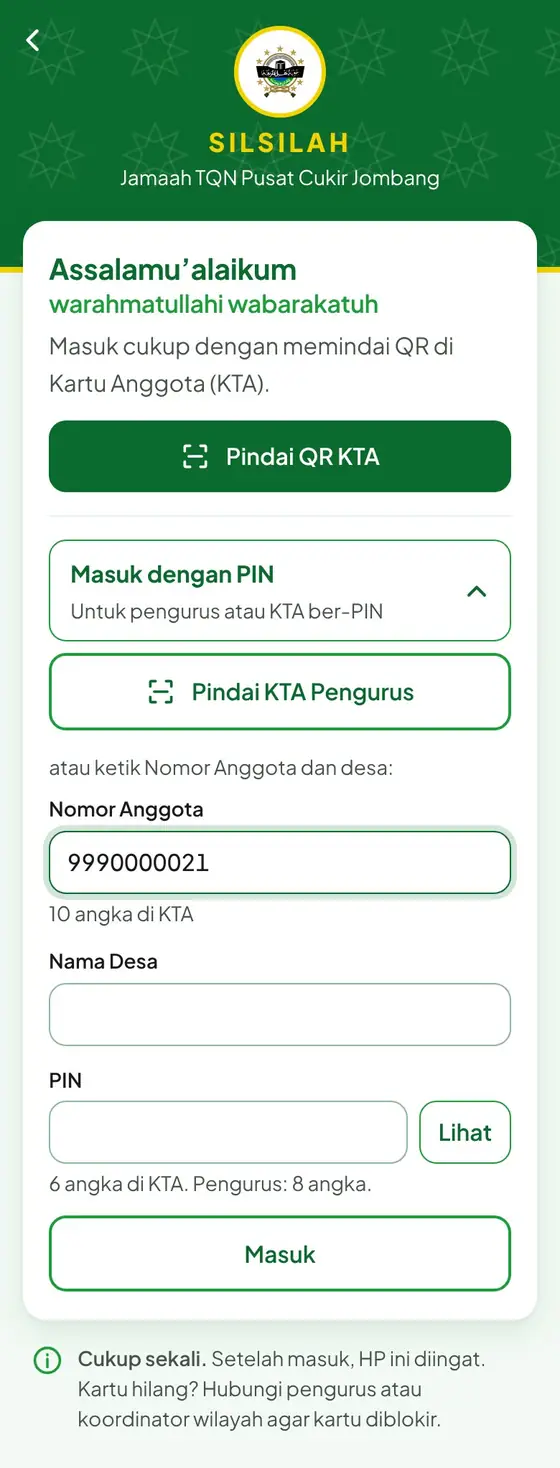 SILSILAH
Jamaah TQN Pusat Cukir Jombang
Assalamu’alaikum
warahmatullahi wabarakatuh
Masuk cukup dengan memindai QR di
Kartu Anggota (KTA).
Pindai QR KTA
Masuk dengan PIN
Untuk pengurus atau KTA ber-PIN
Pindai KTA Pengurus
atau ketik Nomor Anggota dan desa:
Nomor Anggota
9990000021
10 angka di KTA
Nama Desa
PIN
Lihat
6 angka di KTA. Pengurus: 8 angka.
Masuk
Cukup sekali. Setelah masuk, HP ini diingat.
Kartu hilang? Hubungi pengurus atau
koordinator wilayah agar kartu diblokir.